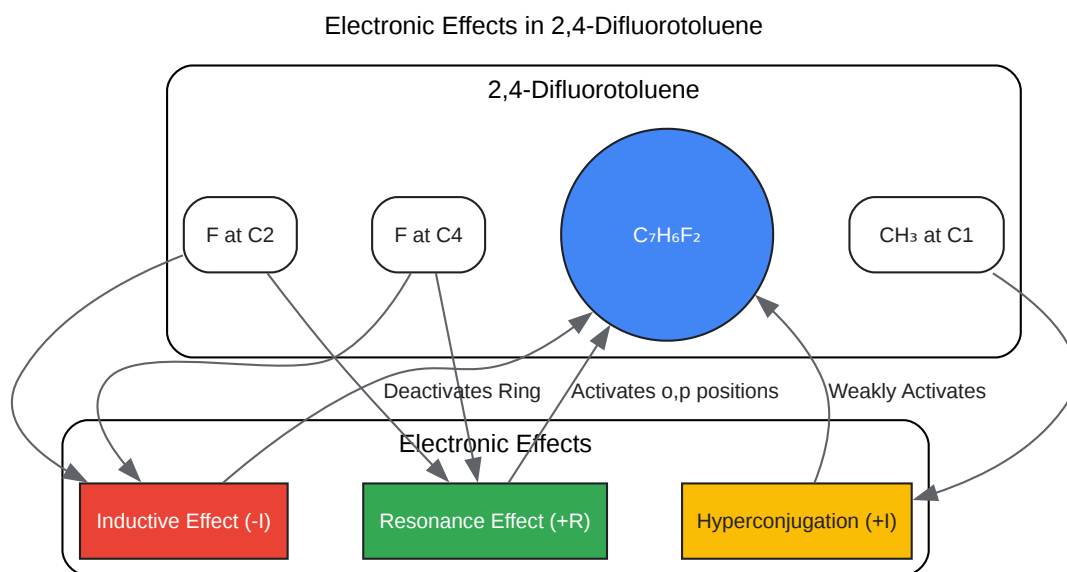 Electronic Effects in 2,4-Difluorotoluene
2,4-Difluorotoluene
F at C2
F at C4
C₇H₆F₂
CH₃ at C1
Deactivates Ring
Activates o,p positions
Weakly Activates
Electronic Effects
Inductive Effect (-I)
Resonance Effect (+R)
Hyperconjugation (+I)